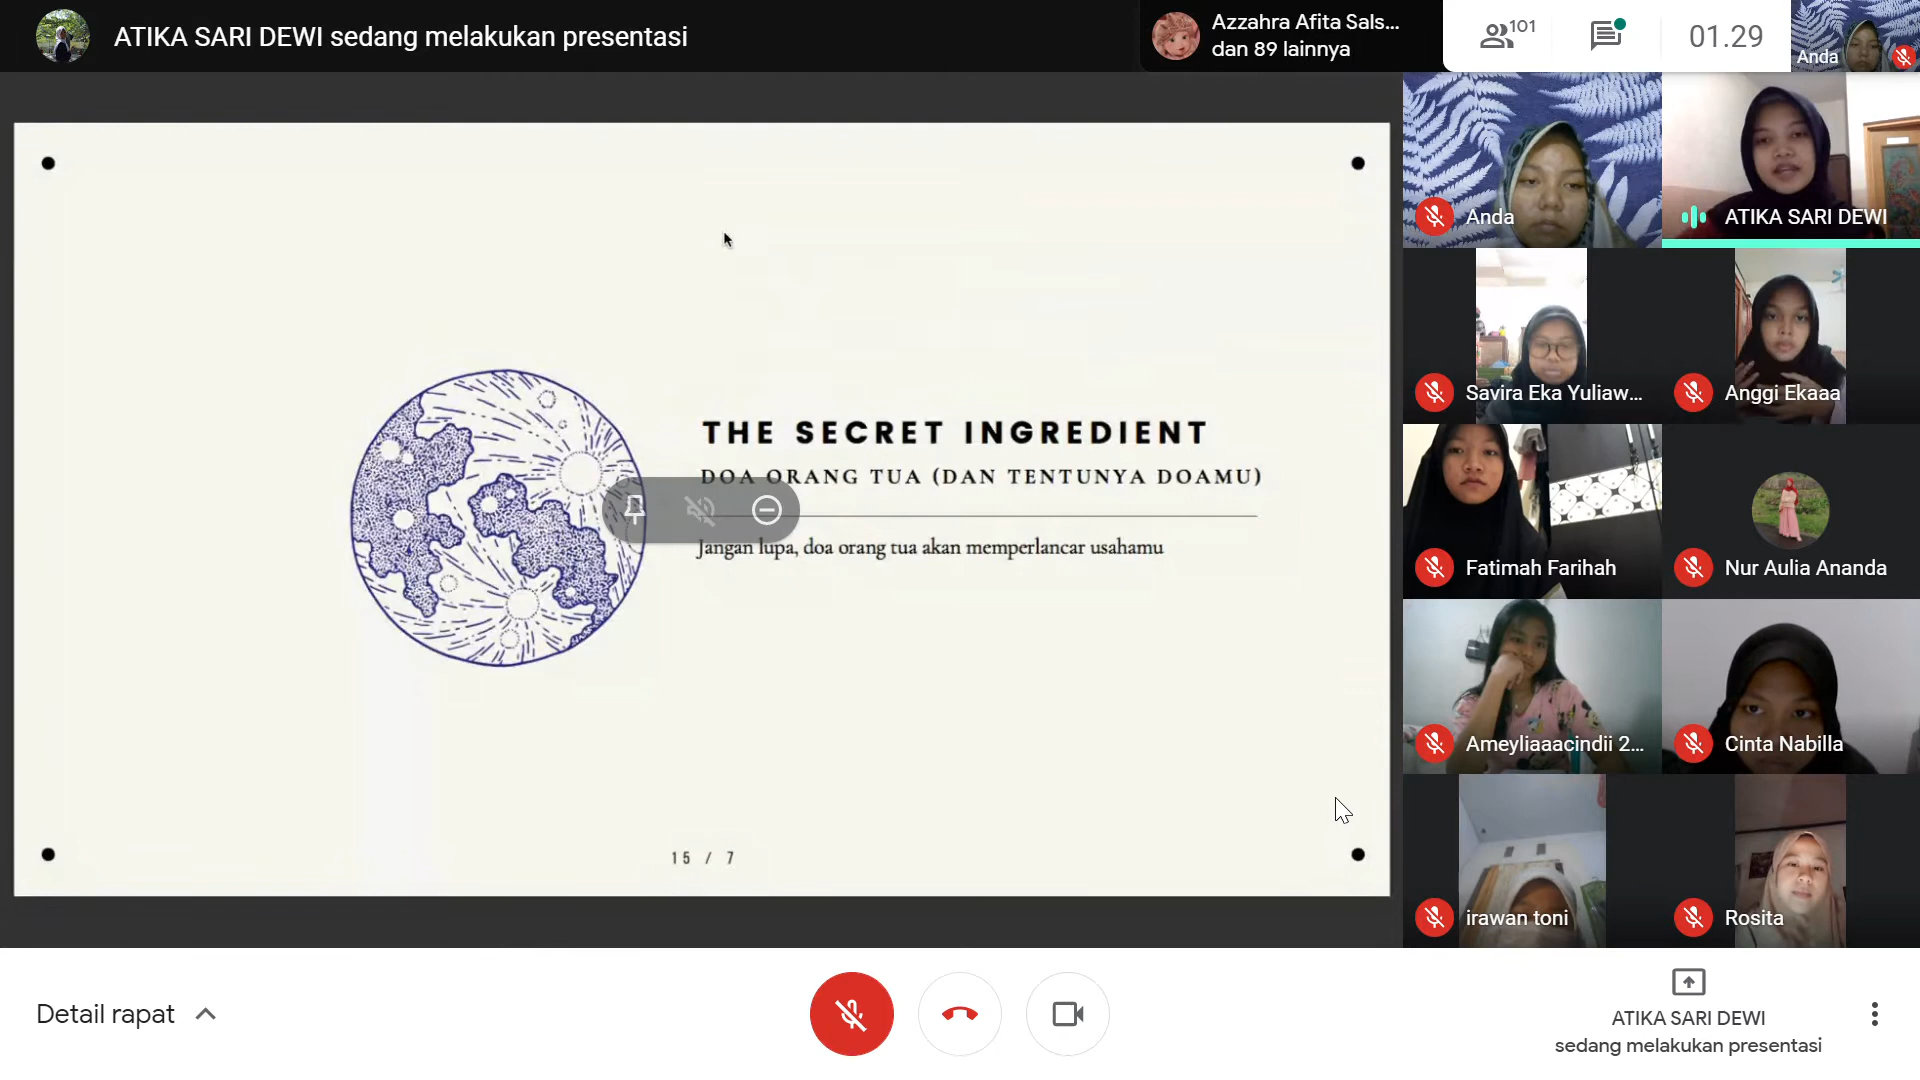 ATIKA SARI DEWI sedang melakukan presentasi
Azzahra Afita Sals...
dan 89 lainnya
101
01.29
Anda
Anda
ATIKA SARI DEWI
Savira Eka Yuliaw...
Anggi Ekaaa
Fatimah Farihah
Nur Aulia Ananda
Ameyliaaacindii 2...
Cinta Nabilla
irawan toni
Rosita
THE SECRET INGREDIENT
DOA ORANG TUA (DAN TENTUNYA DOAMU)
Jangan lupa, doa orang tua akan memperlancar usahamu
15 / 7
Detail rapat
ATIKA SARI DEWI
sedang melakukan presentasi